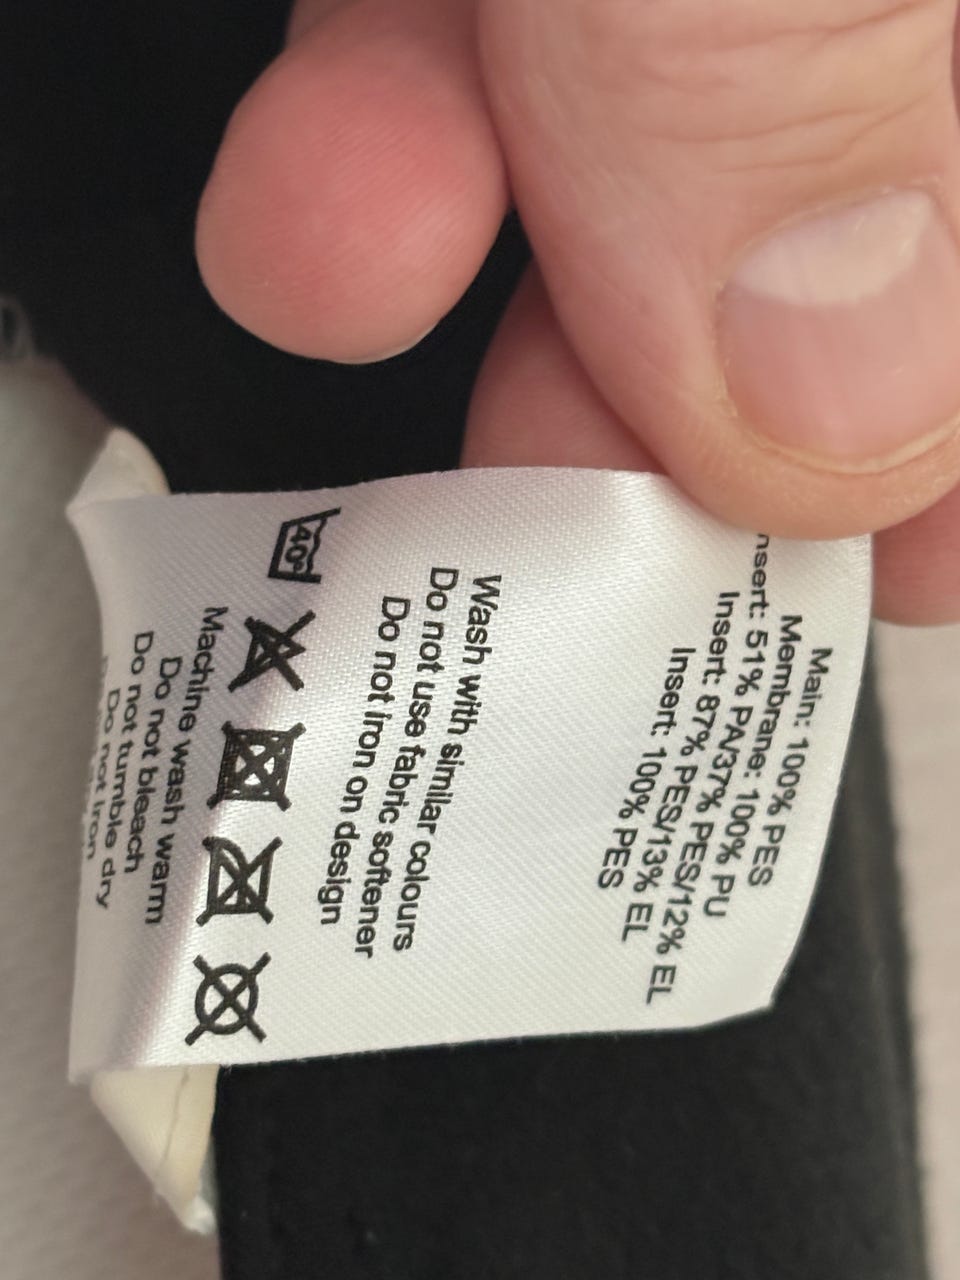 Main: 100% PES
Membrane: 100% PU
nsert: 51% PA/37% PES/12% EL
Insert: 87% PES/13% EL
Insert: 100% PES
Wash with similar colours
Do not use fabric softener
Do not iron on design
40°
Machine wash warm
Do not bleach
Do not tumble dry
Do not iron